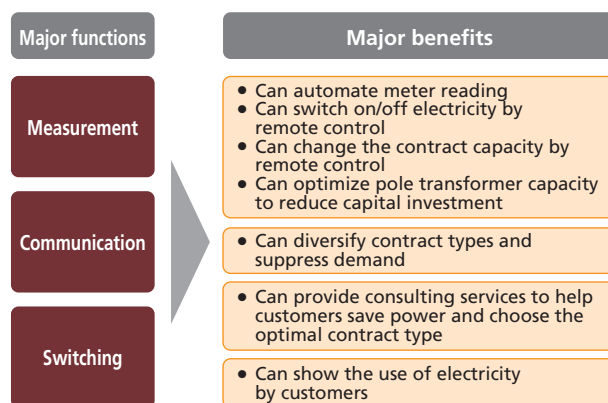 Major functions
Major benefits
Measurement
Communication
Switching
• Can automate meter reading
• Can switch on/off electricity by
remote control
• Can change the contract capacity by
remote control
• Can optimize pole transformer capacity
to reduce capital investment
• Can diversify contract types and
suppress demand
• Can provide consulting services to help
customers save power and choose the
optimal contract type
• Can show the use of electricity
by customers